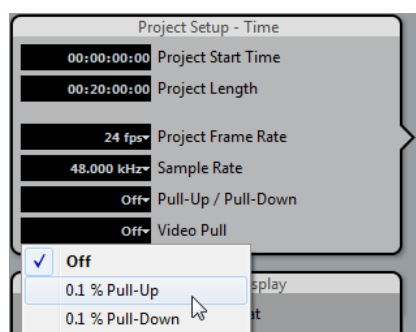 Project Setup - Time
00:00:00:00 Project Start Time
00:20:00:00 Project Length
24 fps Project Frame Rate
48.000 kHz Sample Rate
Off Pull-Up / Pull-Down
Off Video Pull
Off
0.1 % Pull-Up
0.1 % Pull-Down